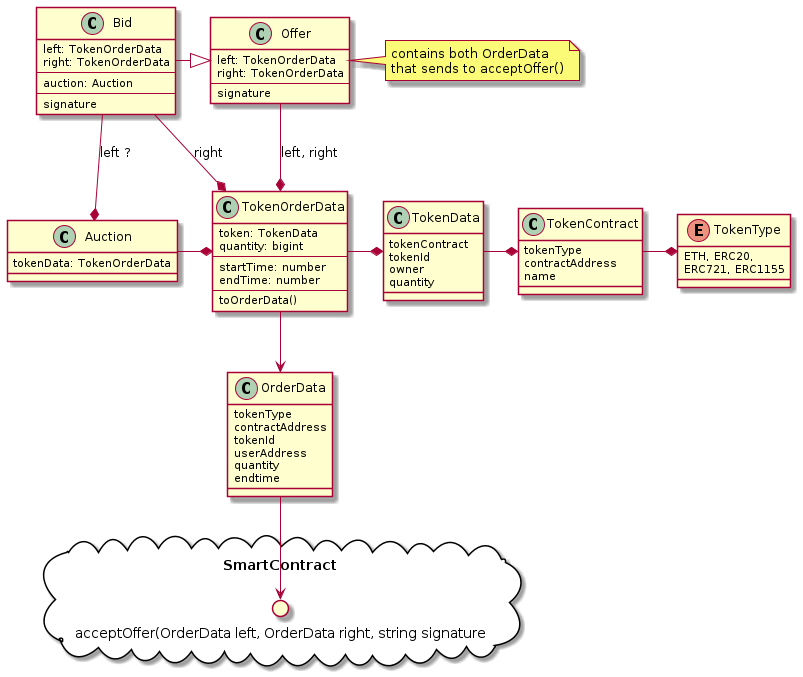 C Bid
left: TokenOrderData
right: TokenOrderData
auction: Auction
signature
C Offer
left: TokenOrderData
right: TokenOrderData
signature
contains both OrderData
that sends to acceptOffer()
left ?
right
left, right
C Auction
tokenData: TokenOrderData
C TokenOrderData
token: TokenData
quantity: bigint
startTime: number
endTime: number
toOrderData()
C TokenData
tokenContract
tokenId
owner
quantity
C TokenContract
tokenType
contractAddress
name
E TokenType
ETH, ERC20,
ERC721, ERC1155
C OrderData
tokenType
contractAddress
tokenId
userAddress
quantity
endtime
SmartContract
acceptOffer(OrderData left, OrderData right, string signature